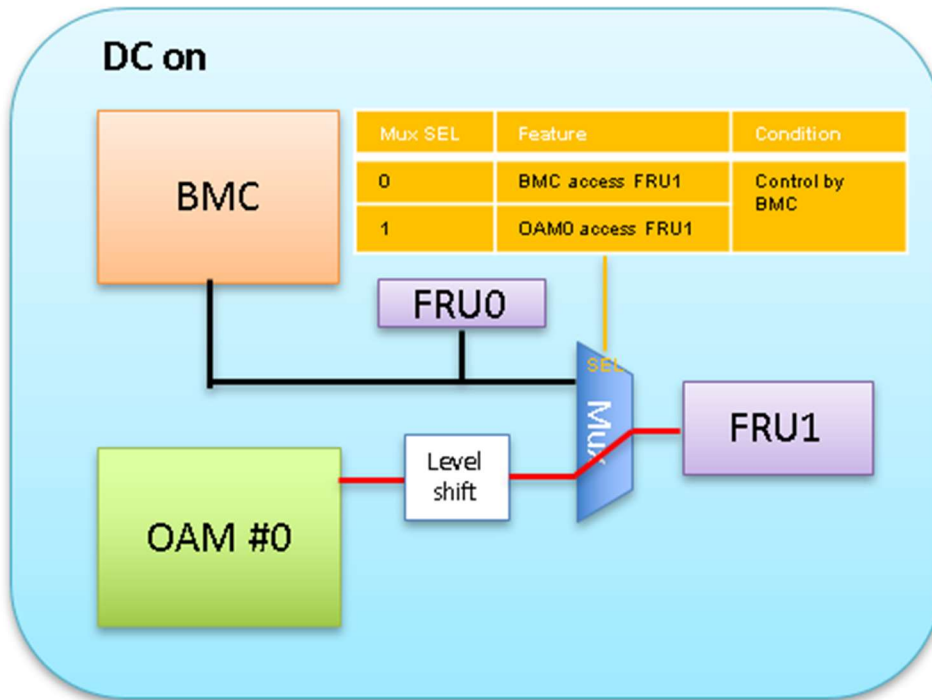 DC on
BMC
Mux SEL Feature Condition
0 BMC access FRU1 Control by
BMC
1 OAM0 access FRU1
FRU0
SEL
Mux
FRU1
Level
shift
OAM #0